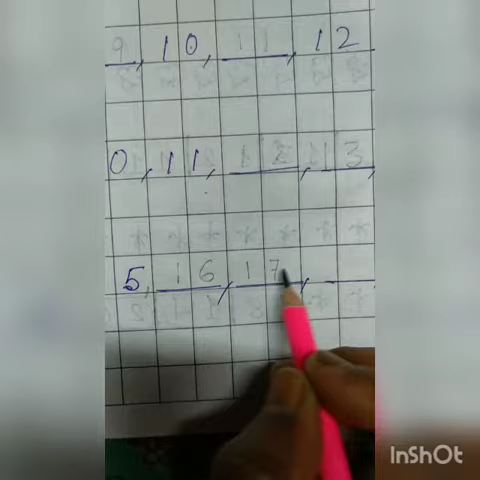 9, 10, 11, 12
0, 11, 12, 13,
5, 16, 17,
InShOt